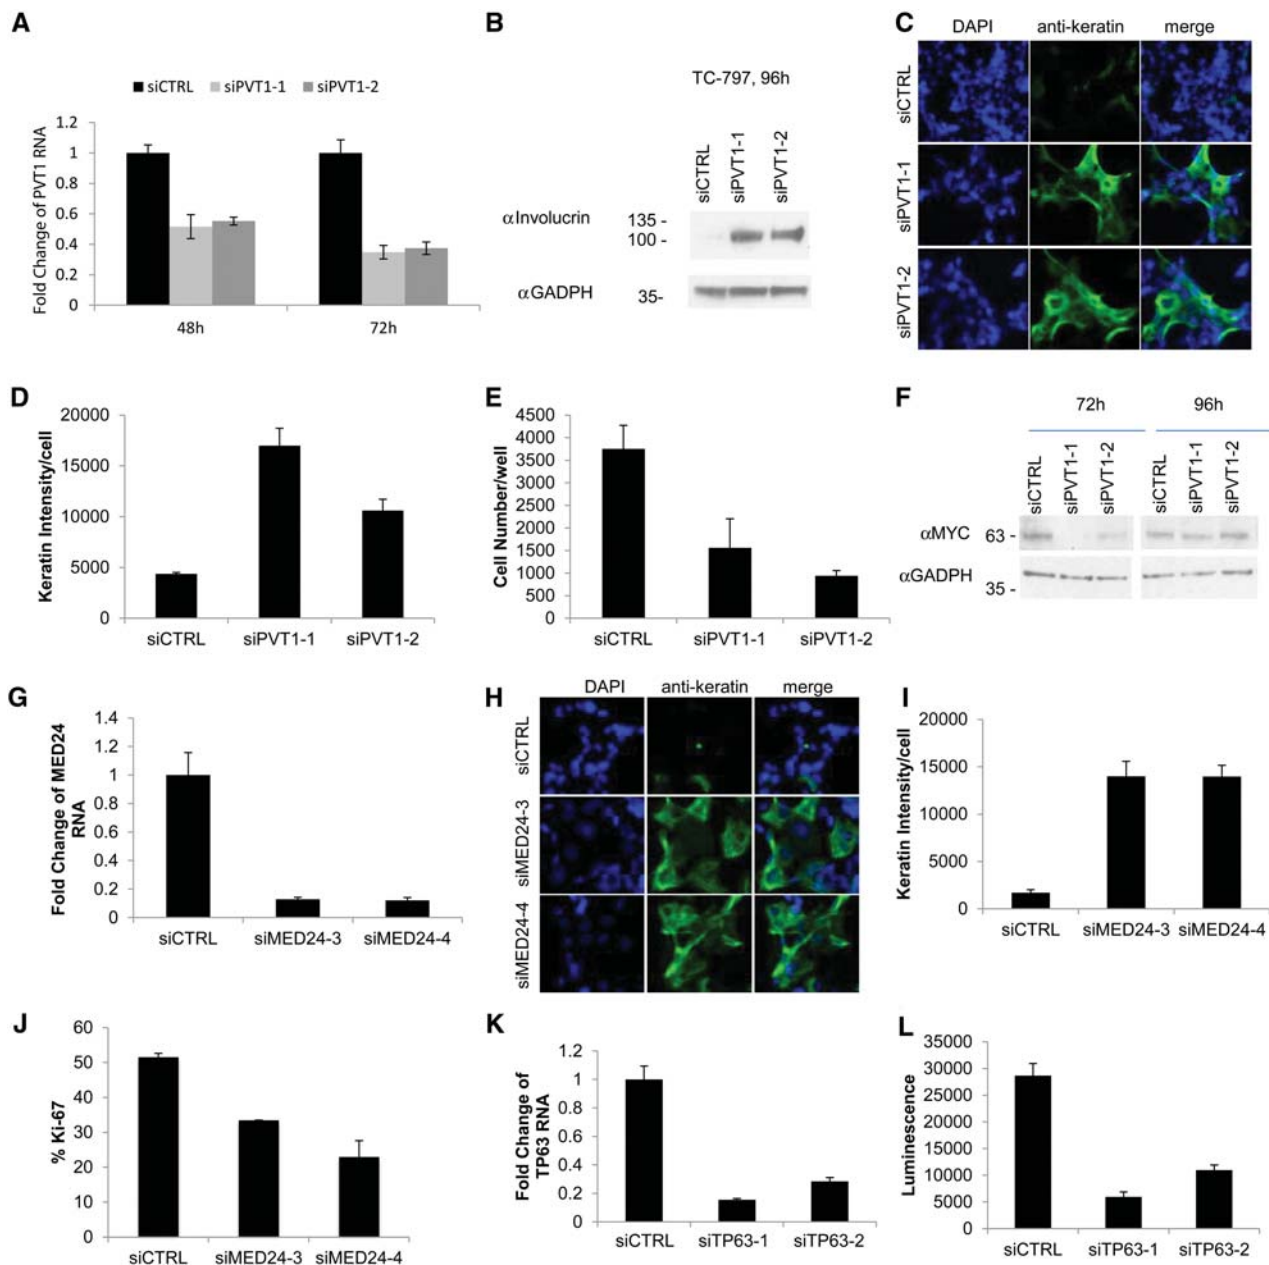 A
siCTRL siPVT1-1 siPVT1-2
Fold Change of PVT1 RNA
1.2
1
0.8
0.6
0.4
0.2
0
48h 72h
B
TC-797, 96h
siCTRL
siPVT1-1
siPVT1-2
αInvolucrin
135 -
100 -
αGADPH
35-
C
DAPI anti-keratin merge
siCTRL
siPVT1-1
siPVT1-2
D
Keratin Intensity/cell
20000
15000
10000
5000
0
siCTRL siPVT1-1 siPVT1-2
E
Cell Number/well
4500
4000
3500
3000
2500
2000
1500
1000
500
0
siCTRL siPVT1-1 siPVT1-2
F
72h 96h
siCTRL
siPVT1-1
siPVT1-2
siCTRL
siPVT1-1
siPVT1-2
αMYC 63 -
αGADPH
35 -
G
Fold Change of MED24
RNA
1.4
1.2
1
0.8
0.6
0.4
0.2
0
siCTRL siMED24-3 siMED24-4
H
DAPI anti-keratin merge
siCTRL
siMED24-3
siMED24-4
I
Keratin Intensity/cell
20000
15000
10000
5000
0
siCTRL siMED24-3 siMED24-4
J
% Ki-67
60
50
40
30
20
10
0
siCTRL siMED24-3 siMED24-4
K
Fold Change of
TP63 RNA
1.2
1
0.8
0.6
0.4
0.2
0
siCTRL siTP63-1 siTP63-2
L
Luminescence
35000
30000
25000
20000
15000
10000
5000
0
siCTRL siTP63-1 siTP63-2